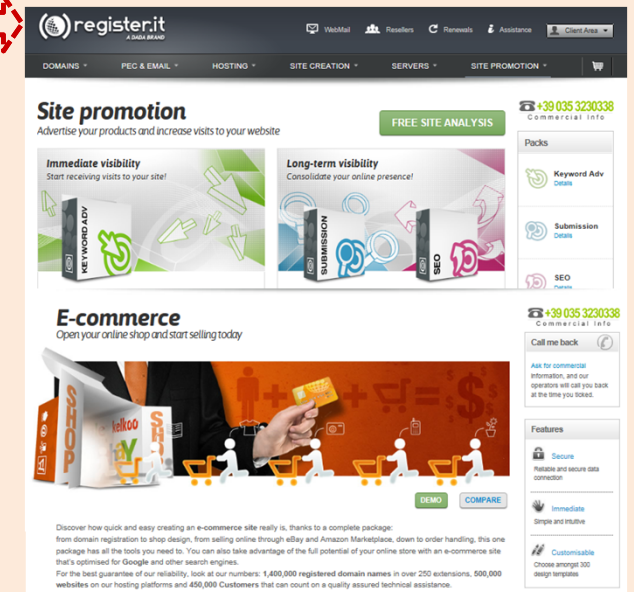 register.it
A DADA BRAND
WebMail
Resellers
Renewals
Assistance
Client Area
DOMAINS
PEC & EMAIL
HOSTING
SITE CREATION
SERVERS
SITE PROMOTION
Site promotion
Advertise your products and increase visits to your website
FREE SITE ANALYSIS
+39 035 3230338
Commercial Info
Immediate visibility
Start receiving visits to your site!
KEYWORD ADV
Long-term visibility
Consolidate your online presence!
SUBMISSION
SEO
Packs
Keyword Adv
Details
Submission
Details
SEO
Details
E-commerce
Open your online shop and start selling today
+39 035 3230338
Commercial Info
SHOP
kelkoo
SHOP
Call me back
Ask for commercial
information, and our
operators will call you back
at the time you ticked.
Features
Secure
Reliable and secure data
connection
Immediate
Simple and intuitive
Customisable
Choose amongst 300
design templates
DEMO
COMPARE
Discover how quick and easy creating an e-commerce site really is, thanks to a complete package:
from domain registration to shop design, from selling online through eBay and Amazon Marketplace, down to order handling, this one
package has all the tools you need to. You can also take advantage of the full potential of your online store with an e-commerce site
that's optimised for Google and other search engines.
For the best guarantee of our reliability, look at our numbers: 1,400,000 registered domain names in over 250 extensions, 500,000
websites on our hosting platforms and 450,000 Customers that can count on a quality assured technical assistance.